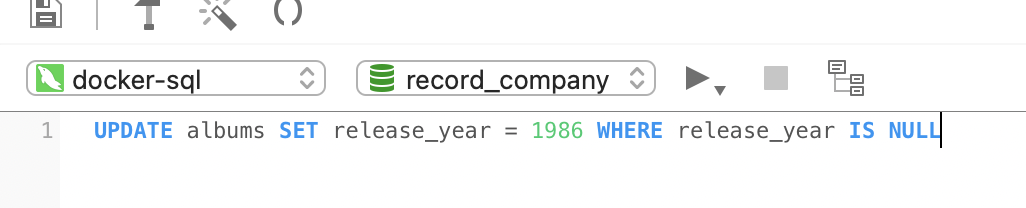 docker-sql record_company
1 UPDATE albums SET release_year = 1986 WHERE release_year IS NULL